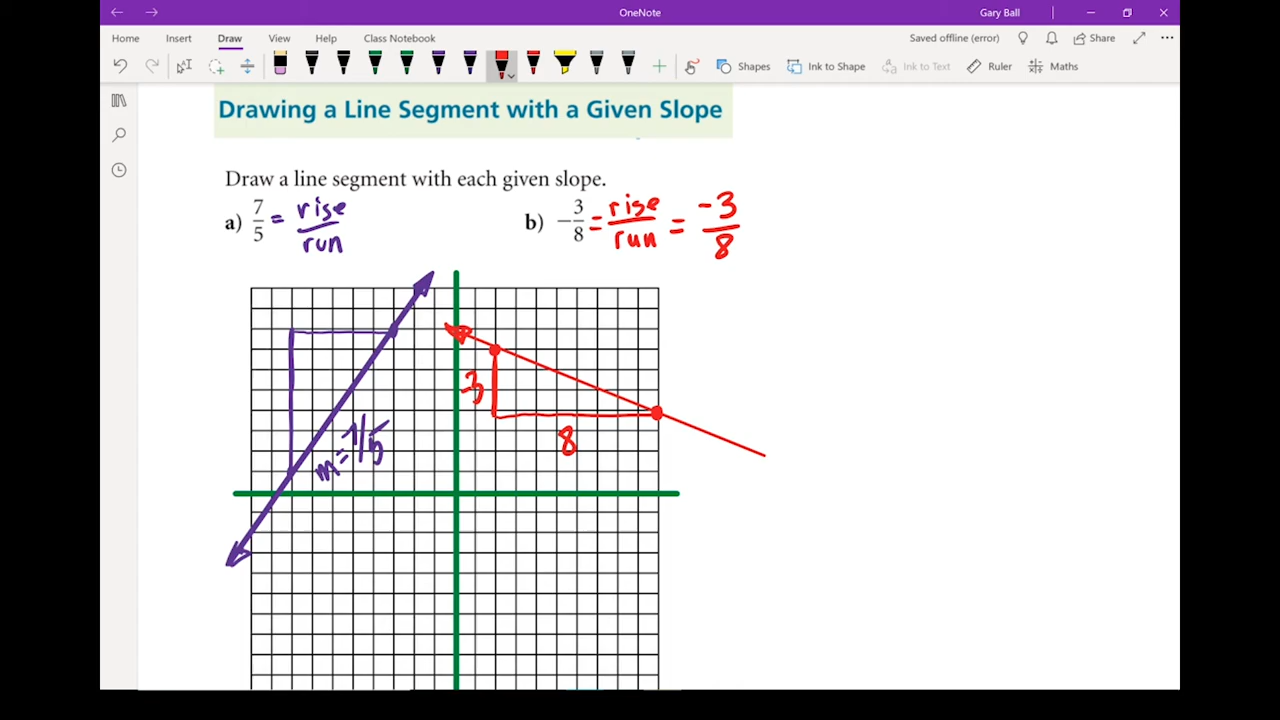 OneNote
Gary Ball
Home Insert Draw View Help Class Notebook
Saved offline (error)
Share
Shapes
Ink to Shape
Ink to Text
Ruler
Maths
Drawing a Line Segment with a Given Slope
Draw a line segment with each given slope.
a) 7/5 = rise/run
b) -3/8 = rise/run = -3/8
-3
8
m=7/5